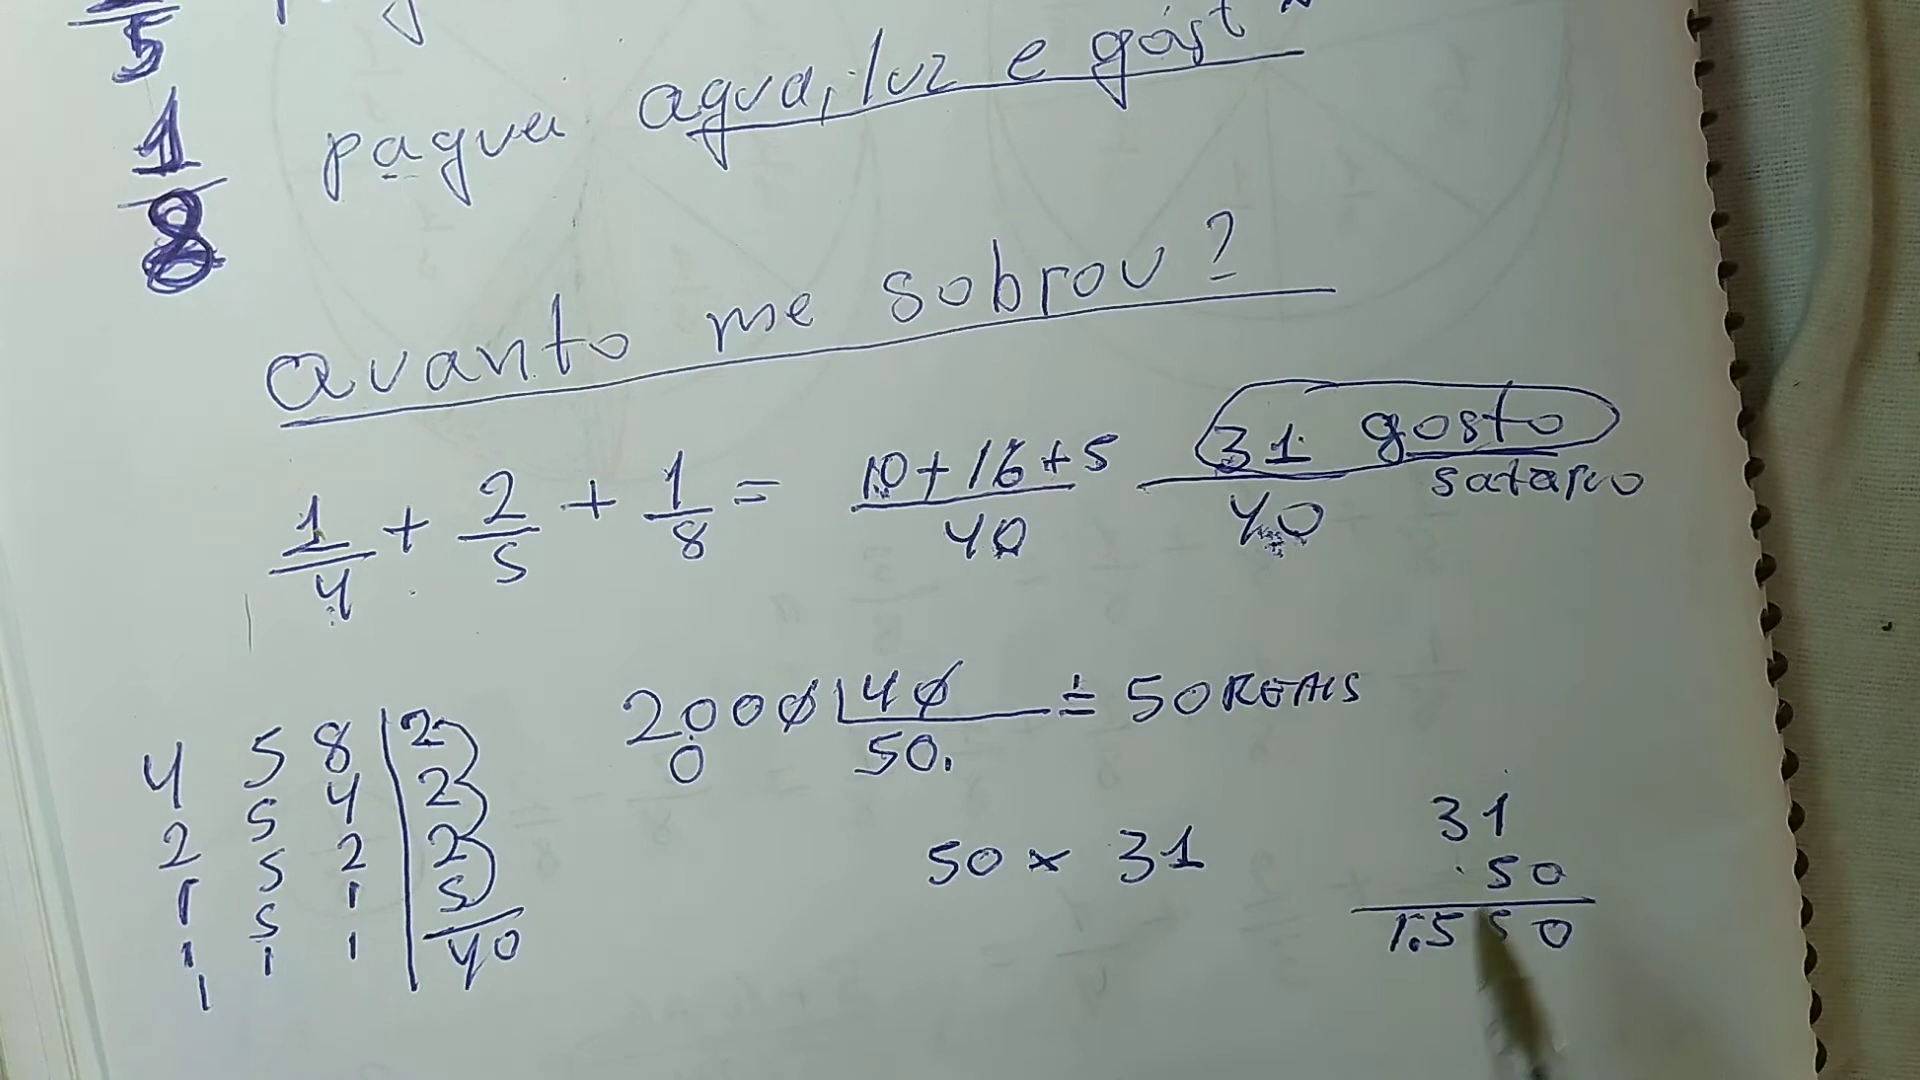 5
1/8 paguei agua, luz e gást
Quanto me sobrou?
1/4 + 2/5 + 1/8 = 10+16+5/40 31/40 gasto
satário
2000 40 = 50 REAIS
0 50.
4 5 8 2
2 5 4 2
1 5 2 2
1 5 1 5
1 1 1 40
50 x 31
31
50
1.550